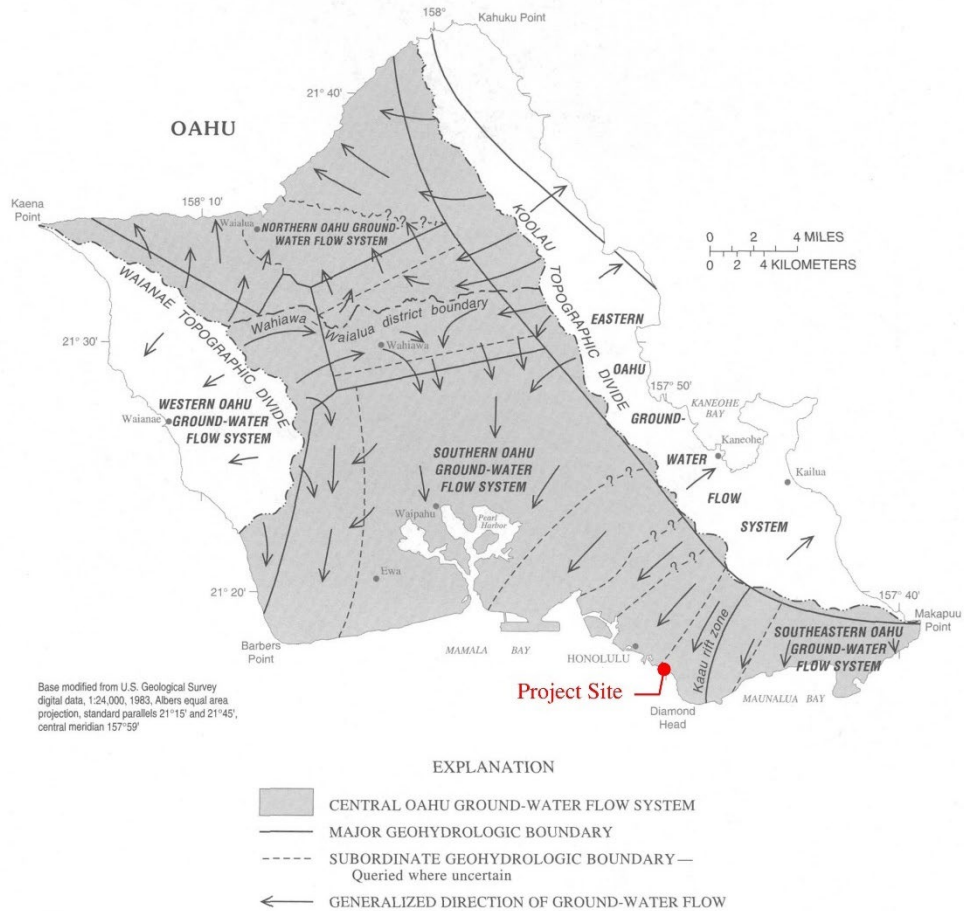 158°
Kahuku Point
21° 40'
OAHU
Kaena
Point
158° 10'
Waialua
NORTHERN OAHU GROUND-
WATER FLOW SYSTEM
? ? ?
KOOLAU TOPOGRAPHIC DIVIDE
0 2 4 MILES
0 2 4 KILOMETERS
WAIANAE TOPOGRAPHIC DIVIDE
Wahiawa
Waialua district boundary
Wahiawa
21° 30'
EASTERN
OAHU
GROUND-
WATER
FLOW
SYSTEM
157° 50'
KANEOHE
BAY
Kaneohe
Kailua
WESTERN OAHU
GROUND-WATER
FLOW SYSTEM
Waianae
SOUTHERN OAHU
GROUND-WATER
FLOW SYSTEM
?
Waipahu
Pearl
Harbor
? ?
? ?
Ewa
21° 20'
157° 40'
Makapuu
Point
Barbers
Point
MAMALA BAY
HONOLULU
Kaau rift zone
SOUTHEASTERN OAHU
GROUND-WATER
FLOW SYSTEM
Project Site
Diamond
Head
MAUNALUA BAY
Base modified from U.S. Geological Survey
digital data, 1:24,000, 1983, Albers equal area
projection, standard parallels 21°15' and 21°45',
central meridian 157°59'
EXPLANATION
CENTRAL OAHU GROUND-WATER FLOW SYSTEM
MAJOR GEOHYDROLOGIC BOUNDARY
SUBORDINATE GEOHYDROLOGIC BOUNDARY—
Queried where uncertain
GENERALIZED DIRECTION OF GROUND-WATER FLOW